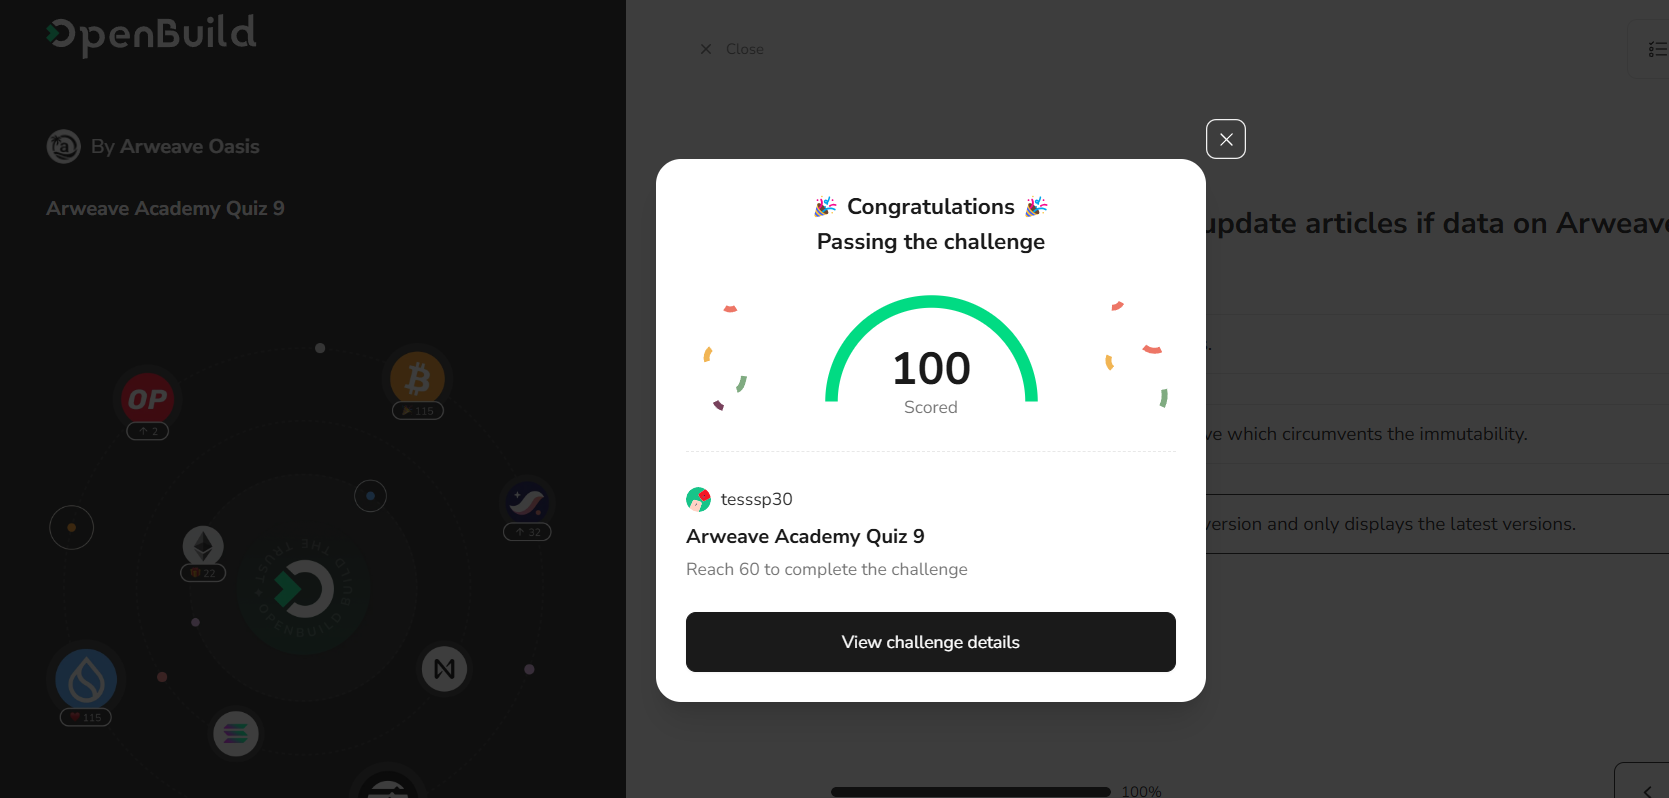 OpenBuild
By Arweave Oasis
Arweave Academy Quiz 9
OP
2
115
32
22
115
THE TRUST
OPENBUILD
Close
update articles if data on Arweave
ve which circumvents the immutability.
version and only displays the latest versions.
100%
Congratulations
Passing the challenge
100
Scored
tesssp30
Arweave Academy Quiz 9
Reach 60 to complete the challenge
View challenge details